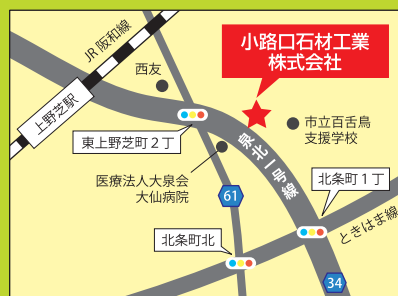 JR阪和線
小路口石材工業
株式会社
西友
上野芝駅
市立百舌鳥
支援学校
東上野芝町2丁
泉北一号線
医療法人大泉会
大仙病院
北条町1丁
61
ときはま線
北条町北
34